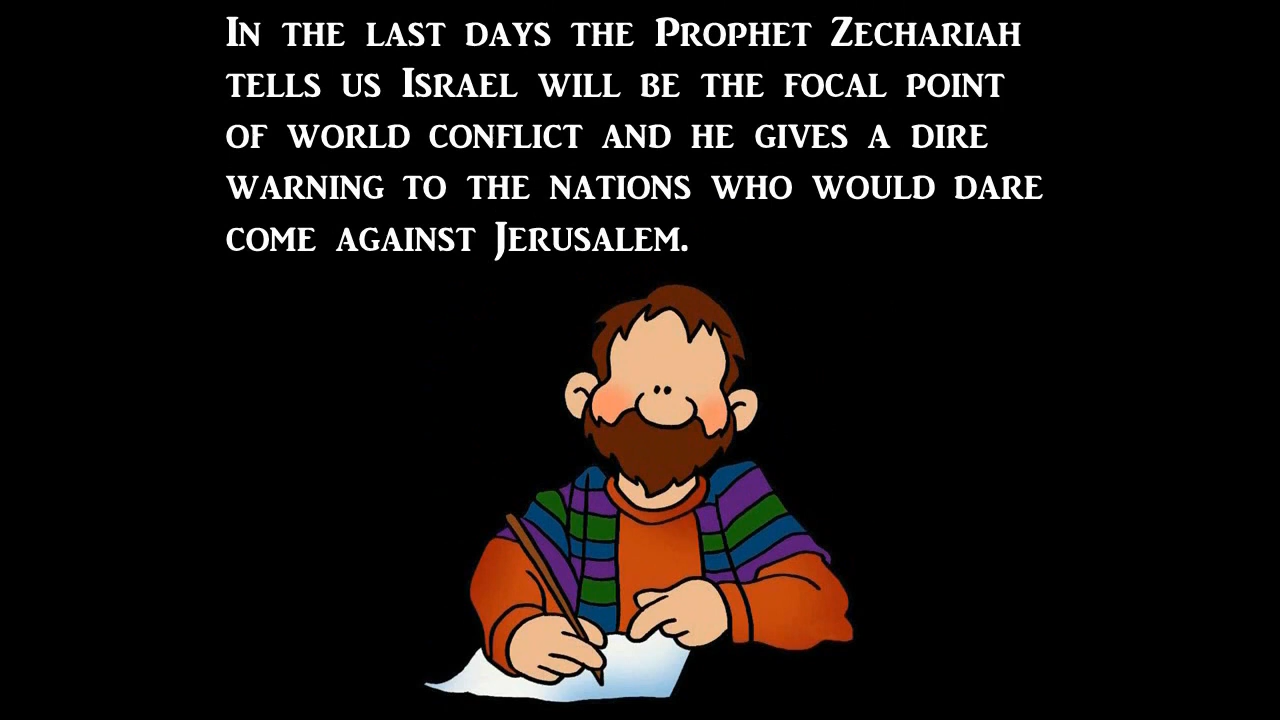 In the last days the Prophet Zechariah
tells us Israel will be the focal point
of world conflict and he gives a dire
warning to the nations who would dare
come against Jerusalem.